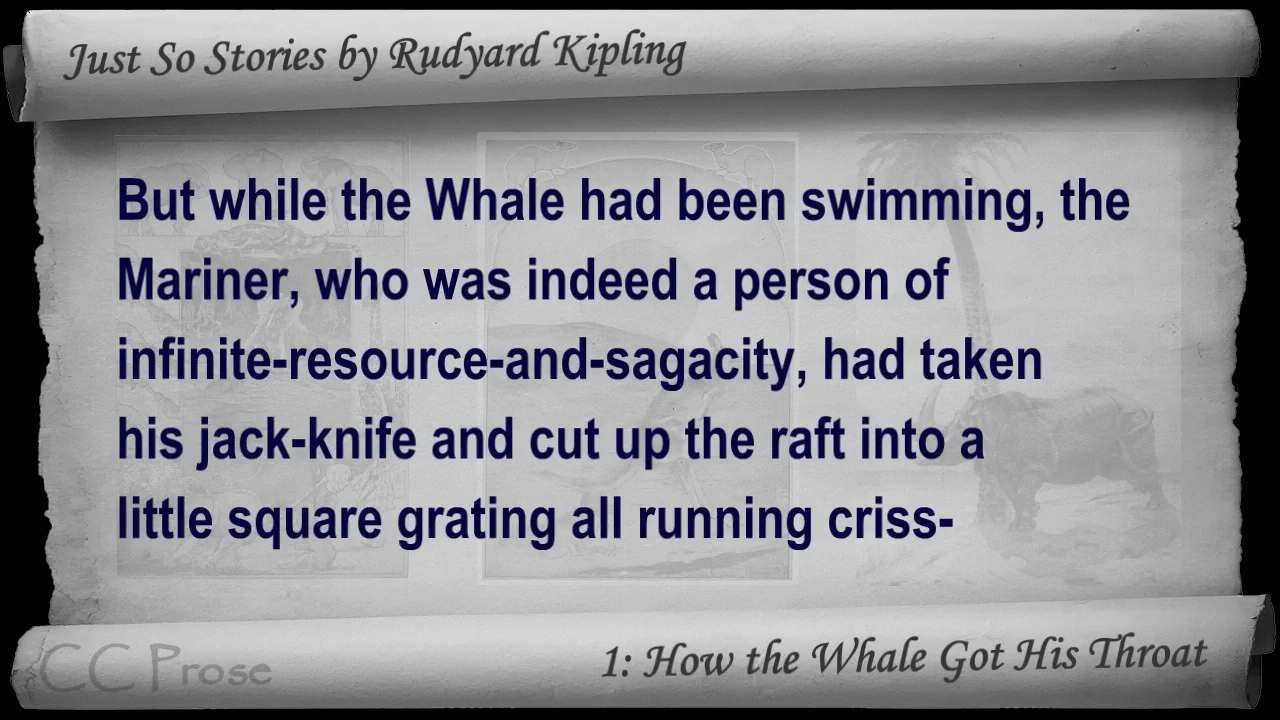 Just So Stories by Rudyard Kipling
But while the Whale had been swimming, the
Mariner, who was indeed a person of
infinite-resource-and-sagacity, had taken
his jack-knife and cut up the raft into a
little square grating all running criss-
CC Prose
1: How the Whale Got His Throat